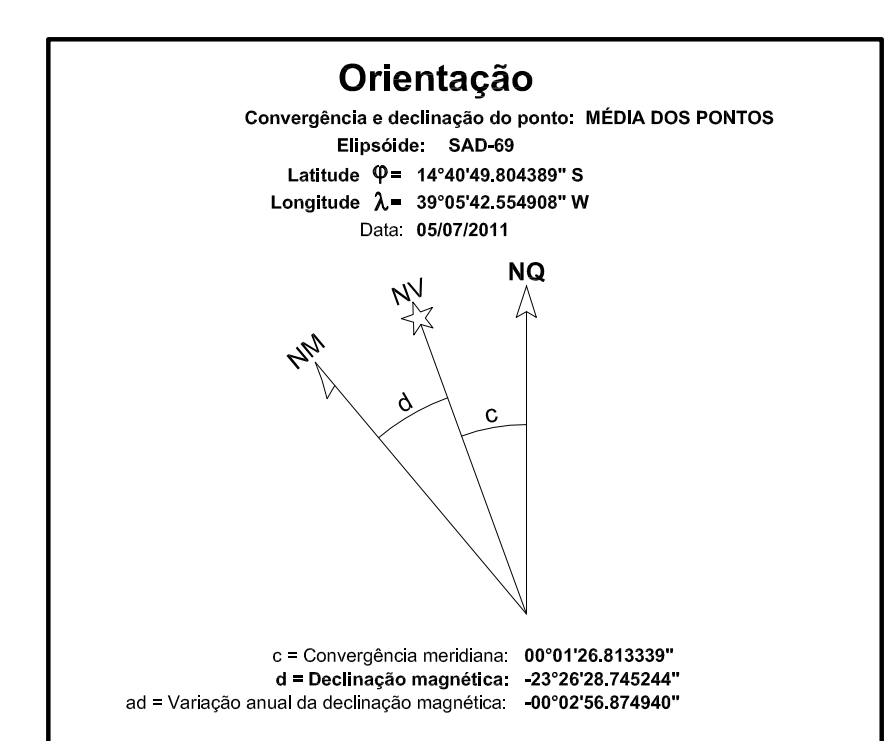 Orientação
Convergência e declinação do ponto: MÉDIA DOS PONTOS
Elipsóide: SAD-69
Latitude φ= 14°40'49.804389" S
Longitude λ= 39°05'42.554908" W
Data: 05/07/2011
NQ
NV
NM
d
c
c = Convergência meridiana: 00°01'26.813339"
d = Declinação magnética: -23°26'28.745244"
ad = Variação anual da declinação magnética: -00°02'56.874940"